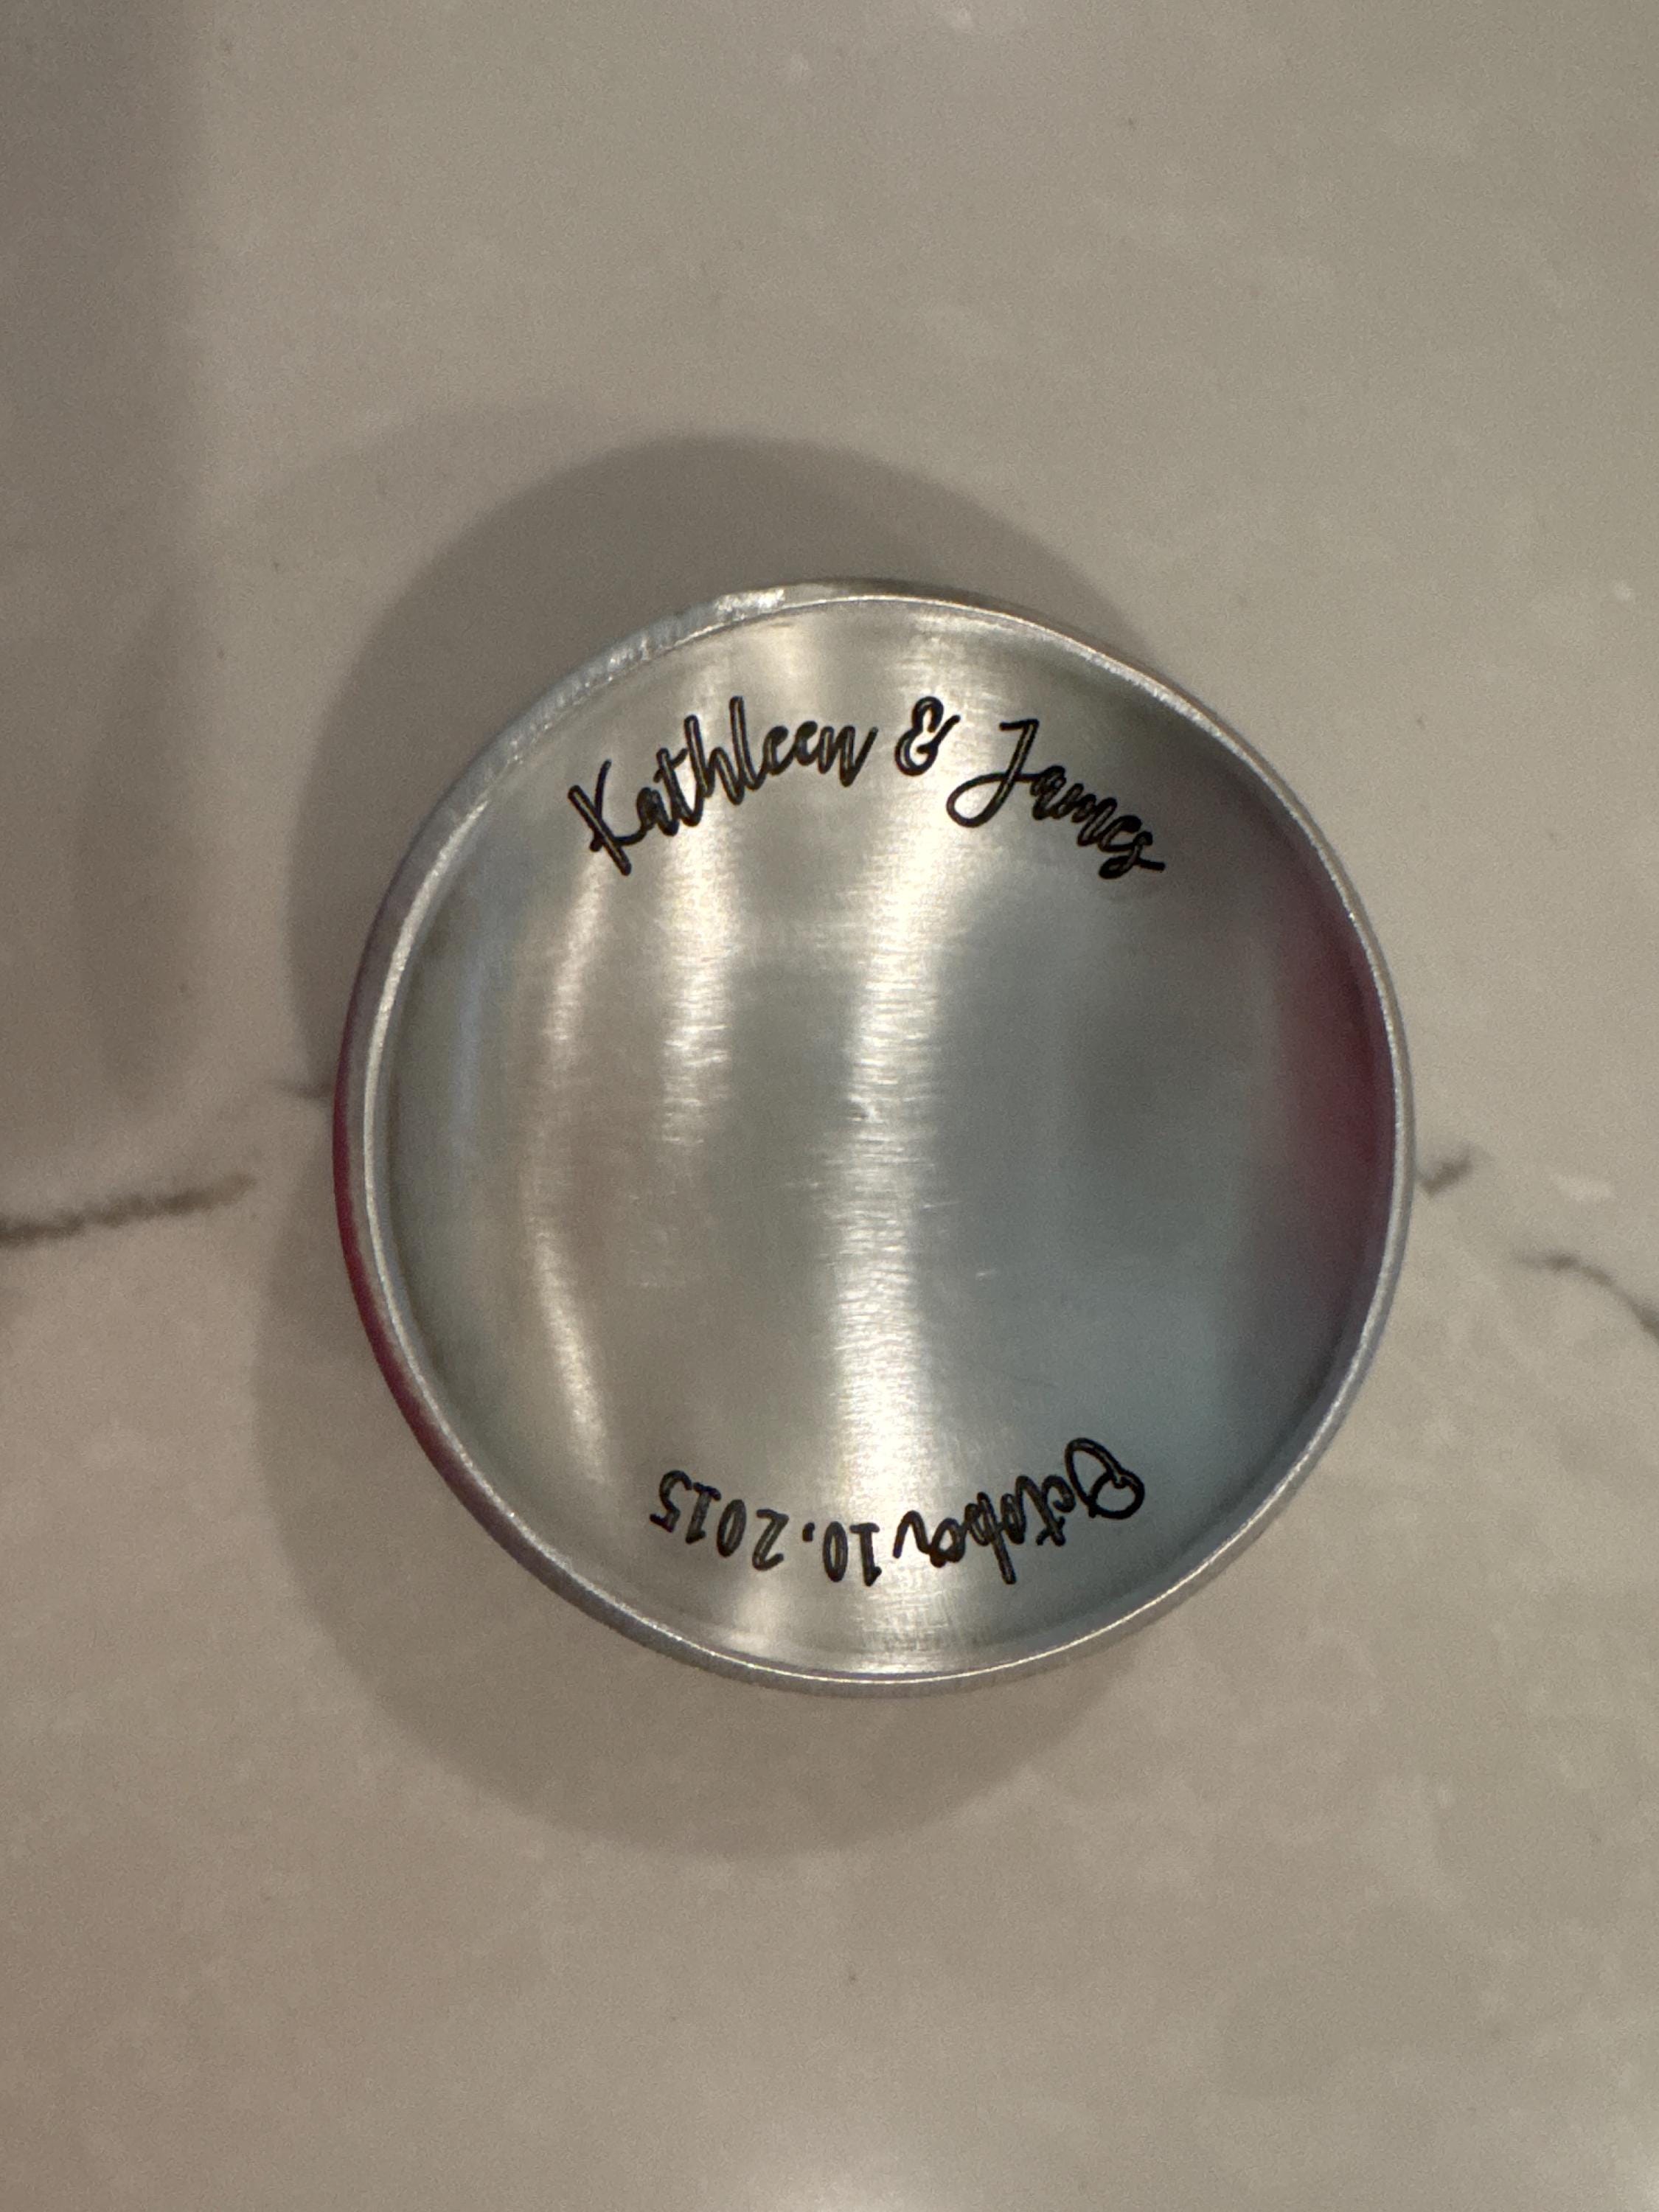 Kathleen & James
October 10. 2015